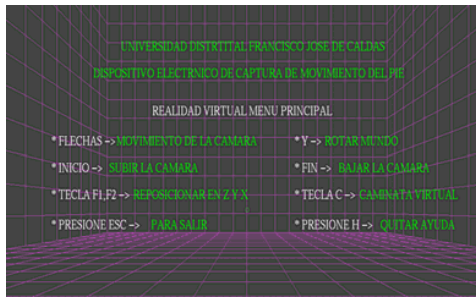 UNIVERSIDAD DISTRTITAL FRANCISCO JOSE DE CALDAS
DISPOSITIVO ELECTRNICO DE CAPTURA DE MOVIMIENTO DEL PIE
REALIDAD VIRTUAL MENU PRINCIPAL
* FLECHAS -> MOVIMIENTO DE LA CAMARA * Y -> ROTAR MUNDO
* INICIO -> SUBIR LA CAMARA * FIN -> BAJAR LA CAMARA
* TECLA F1,F2 -> REPOSICIONAR EN Z Y X * TECLA C -> CAMINATA VIRTUAL
* PRESIONE ESC -> PARA SALIR * PRESIONE H -> QUITAR AYUDA